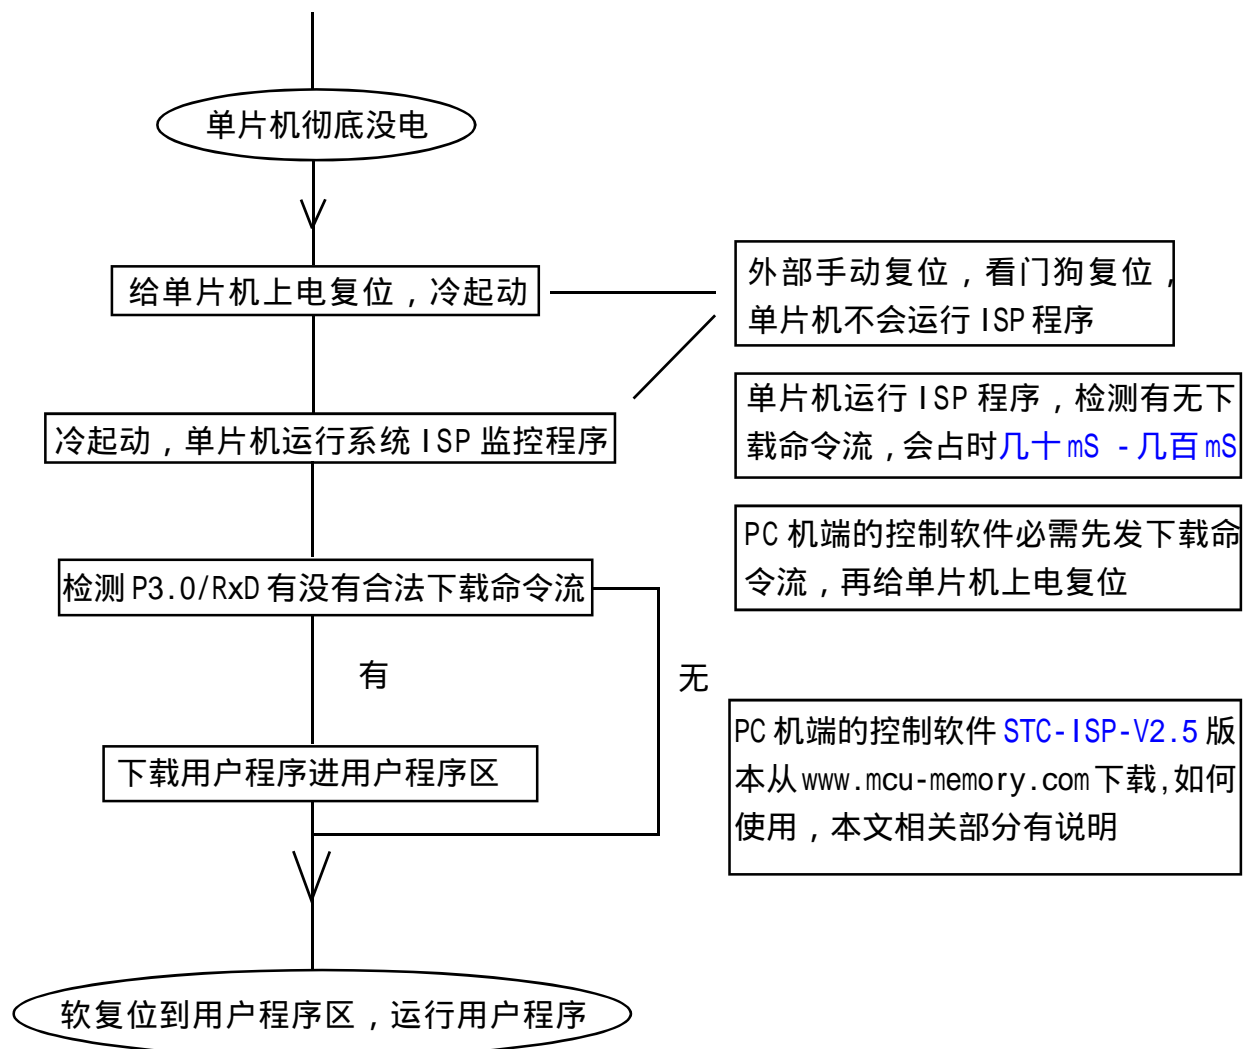 单片机彻底没电
给单片机上电复位，冷起动
外部手动复位，看门狗复位，
单片机不会运行 ISP 程序
冷起动，单片机运行系统 ISP 监控程序
单片机运行 ISP 程序，检测有无下
载命令流，会占时几十 mS - 几百 mS
PC 机端的控制软件必需先发下载命
令流，再给单片机上电复位
检测 P3.0/RxD 有没有合法下载命令流
有
无
下载用户程序进用户程序区
PC 机端的控制软件 STC-ISP-V2.5 版
本从 www.mcu-memory.com 下载,如何
使用，本文相关部分有说明
软复位到用户程序区，运行用户程序